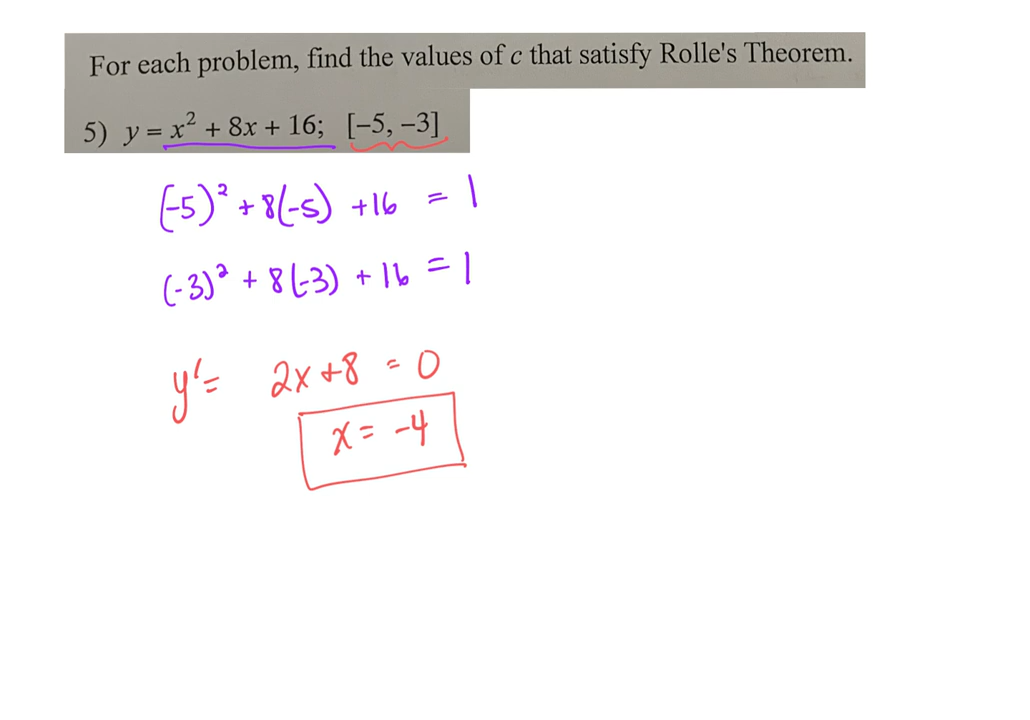 For each problem, find the values of c that satisfy Rolle's Theorem.
5) y = x² + 8x + 16; [−5, −3]
(-5)² + 8(-5) + 16 = 1
(-3)² + 8(-3) + 16 = 1
y' = 2x + 8 = 0
x = -4